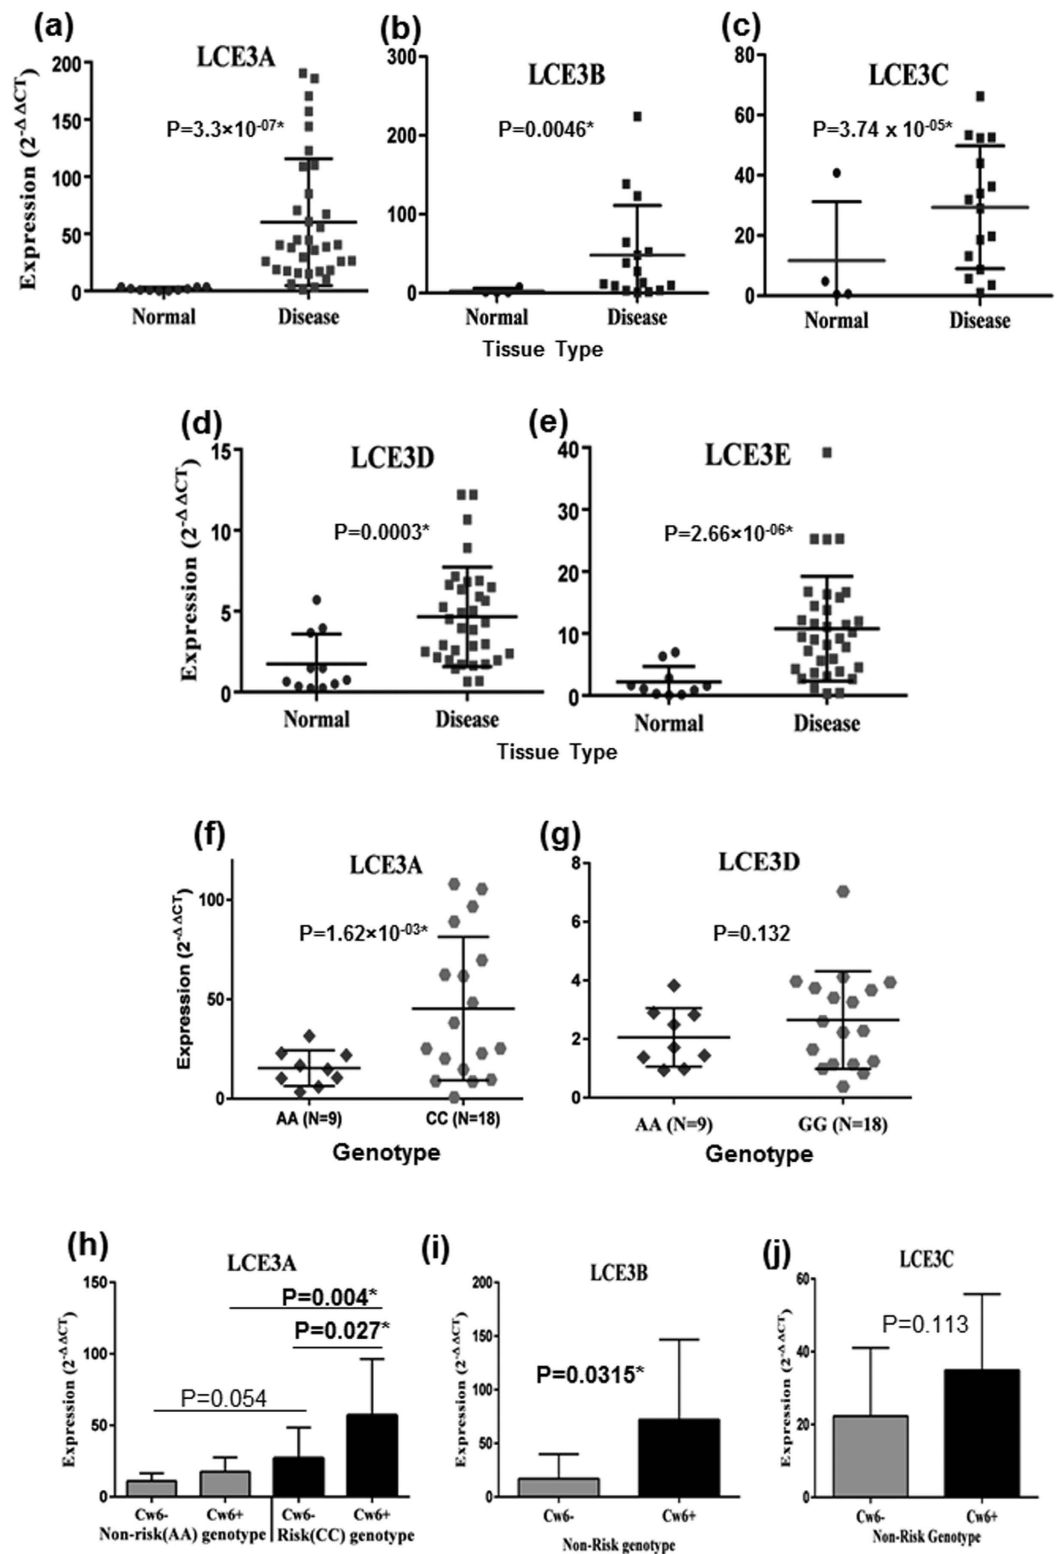 (a)
LCE3A
Expression (2-ΔΔCT)
200
150
100
50
0
P=3.3×10-07*
Normal Disease
(b)
LCE3B
300
200
100
0
P=0.0046*
Normal Disease
Tissue Type
(c)
LCE3C
80
60
40
20
0
P=3.74 x 10-05*
Normal Disease
(d)
LCE3D
Expression (2-ΔΔCT)
15
10
5
0
P=0.0003*
Normal Disease
(e)
LCE3E
40
30
20
10
0
P=2.66×10-06*
Normal Disease
Tissue Type
(f)
LCE3A
Expression (2-ΔΔCT)
100
50
0
P=1.62×10-03*
AA (N=9) CC (N=18)
Genotype
(g)
LCE3D
8
6
4
2
0
P=0.132
AA (N=9) GG (N=18)
Genotype
(h)
LCE3A
Expression (2-ΔΔCT)
150
100
50
0
P=0.004*
P=0.027*
P=0.054
Cw6- Cw6+ Cw6- Cw6+
Non-risk(AA) genotype Risk(CC) genotype
(i)
LCE3B
Expression (2-ΔΔCT)
200
150
100
50
0
P=0.0315*
Cw6- Cw6+
Non-Risk genotype
(j)
LCE3C
Expression (2-ΔΔCT)
60
40
20
0
P=0.113
Cw6- Cw6+
Non-Risk Genotype